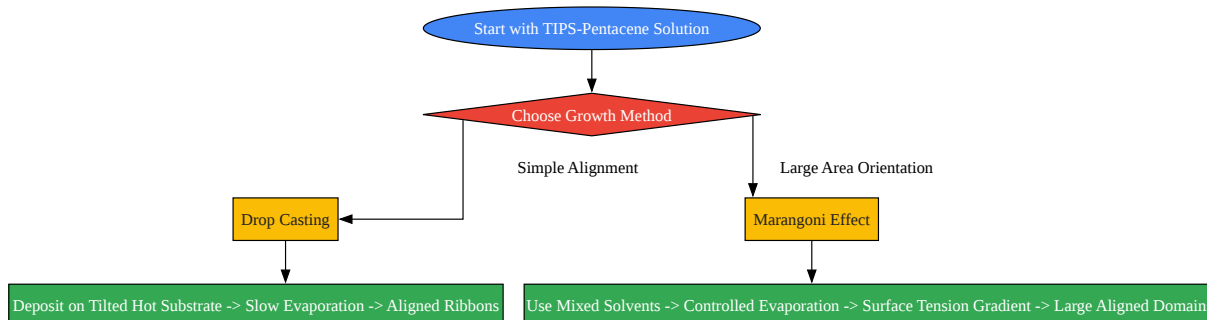 Start with TIPS-Pentacene Solution
Choose Growth Method
Simple Alignment
Large Area Orientation
Drop Casting
Marangoni Effect
Deposit on Tilted Hot Substrate -> Slow Evaporation -> Aligned Ribbons
Use Mixed Solvents -> Controlled Evaporation -> Surface Tension Gradient -> Large Aligned Domain